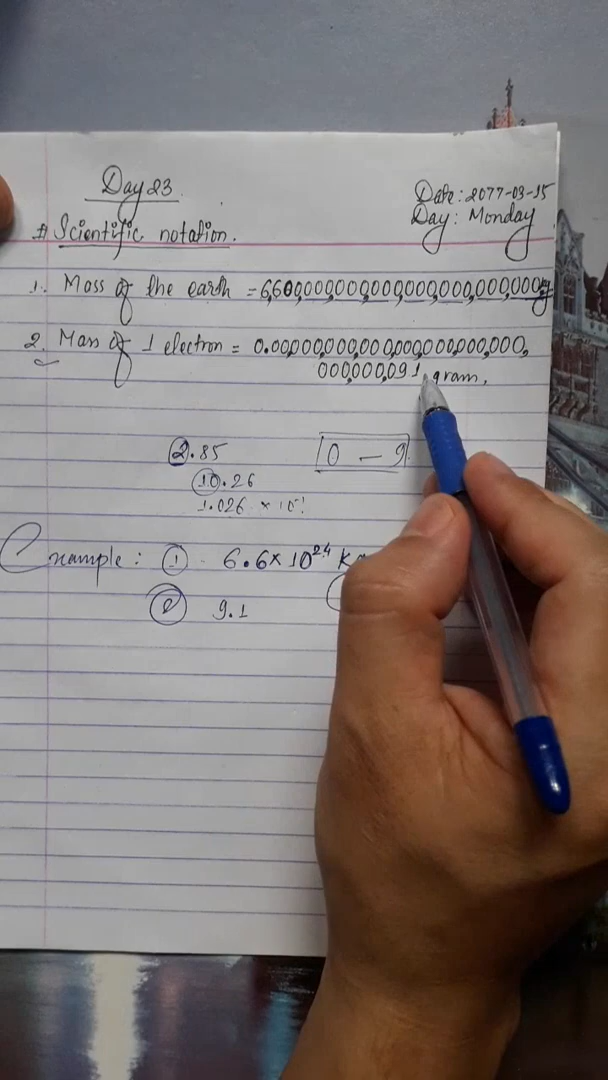 Day 23.
Date: 2077-03-15
Day: Monday
# Scientific notation.
1. Mass of the earth = 6,600,000,000,000,000,000,000,000kg
2. Mass of 1 electron = 0.00,000,000,000,000,000,000,000,
000,000,091 gram.
2.85
0 — 9
10.26
1.026 × 10¹
Example: ① 6.6×10²⁴ Kg
② 9.1